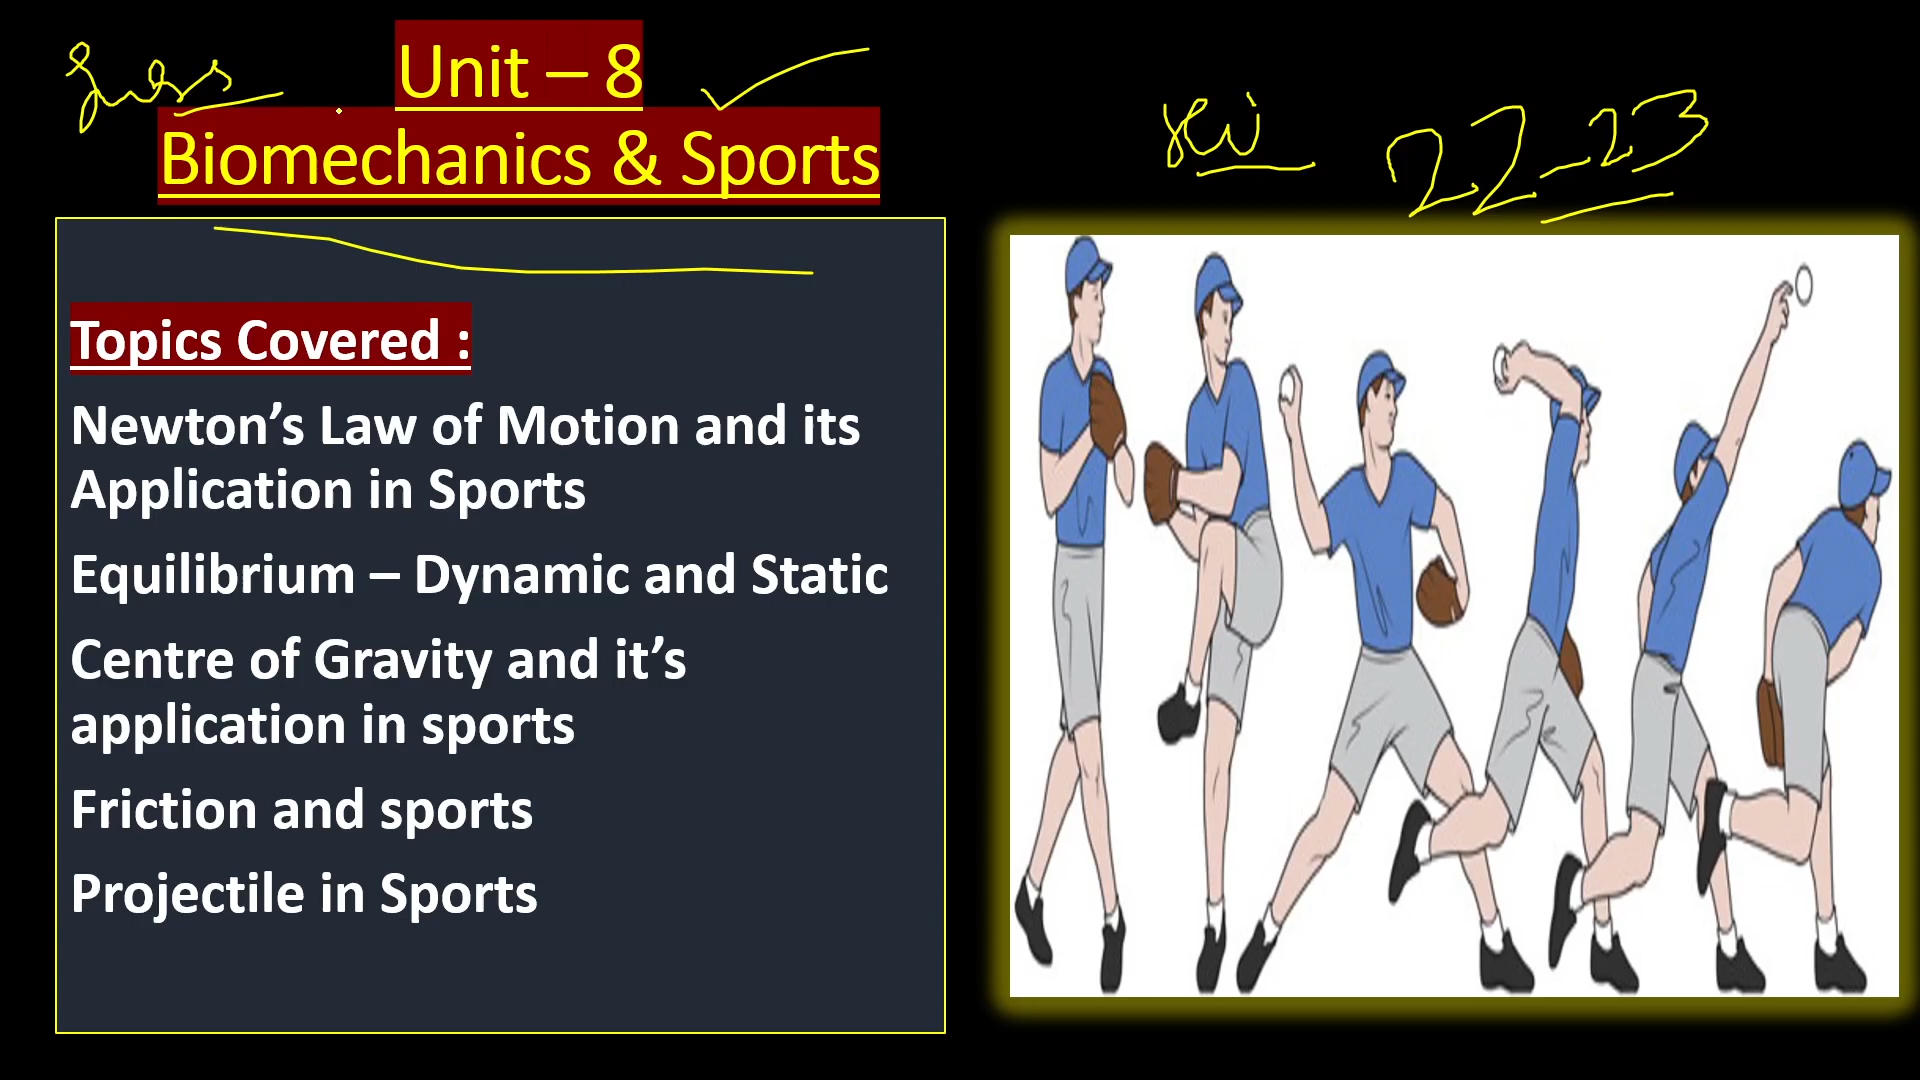 Unit – 8
Biomechanics & Sports
22-23
Topics Covered :
Newton’s Law of Motion and its
Application in Sports
Equilibrium – Dynamic and Static
Centre of Gravity and it’s
application in sports
Friction and sports
Projectile in Sports